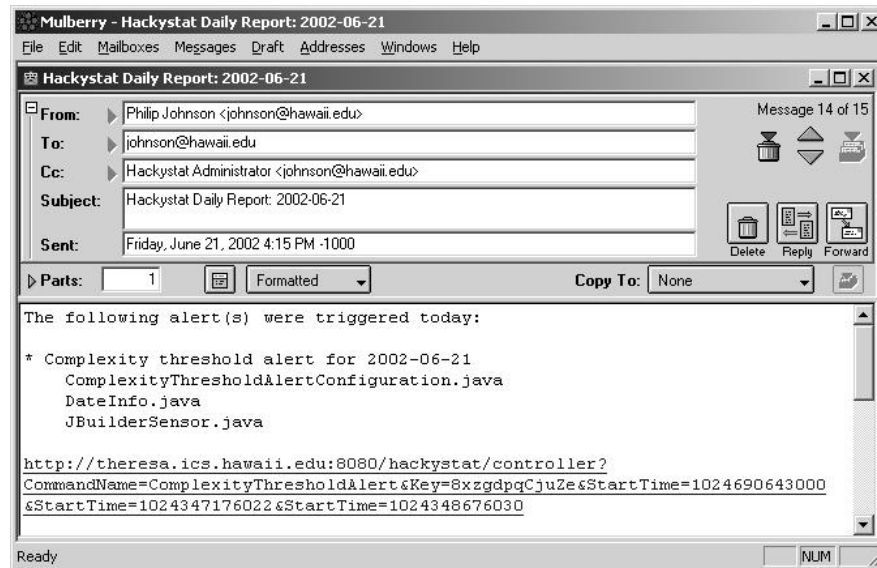 Mulberry - Hackystat Daily Report: 2002-06-21
File Edit Mailboxes Messages Draft Addresses Windows Help
Hackystat Daily Report: 2002-06-21
From: Philip Johnson <johnson@hawaii.edu>
Message 14 of 15
To: johnson@hawaii.edu
Cc: Hackystat Administrator <johnson@hawaii.edu>
Subject: Hackystat Daily Report: 2002-06-21
Sent: Friday, June 21, 2002 4:15 PM -1000
Delete Reply Forward
Parts: 1 Formatted Copy To: None
The following alert(s) were triggered today:
* Complexity threshold alert for 2002-06-21
ComplexityThresholdAlertConfiguration.java
DateInfo.java
JBuilderSensor.java
http://theresa.ics.hawaii.edu:8080/hackystat/controller?
CommandName=ComplexityThresholdAlert&Key=8xzgdpqCjuZe&StartTime=1024690643000
&StartTime=1024347176022&StartTime=1024348676030
Ready NUM